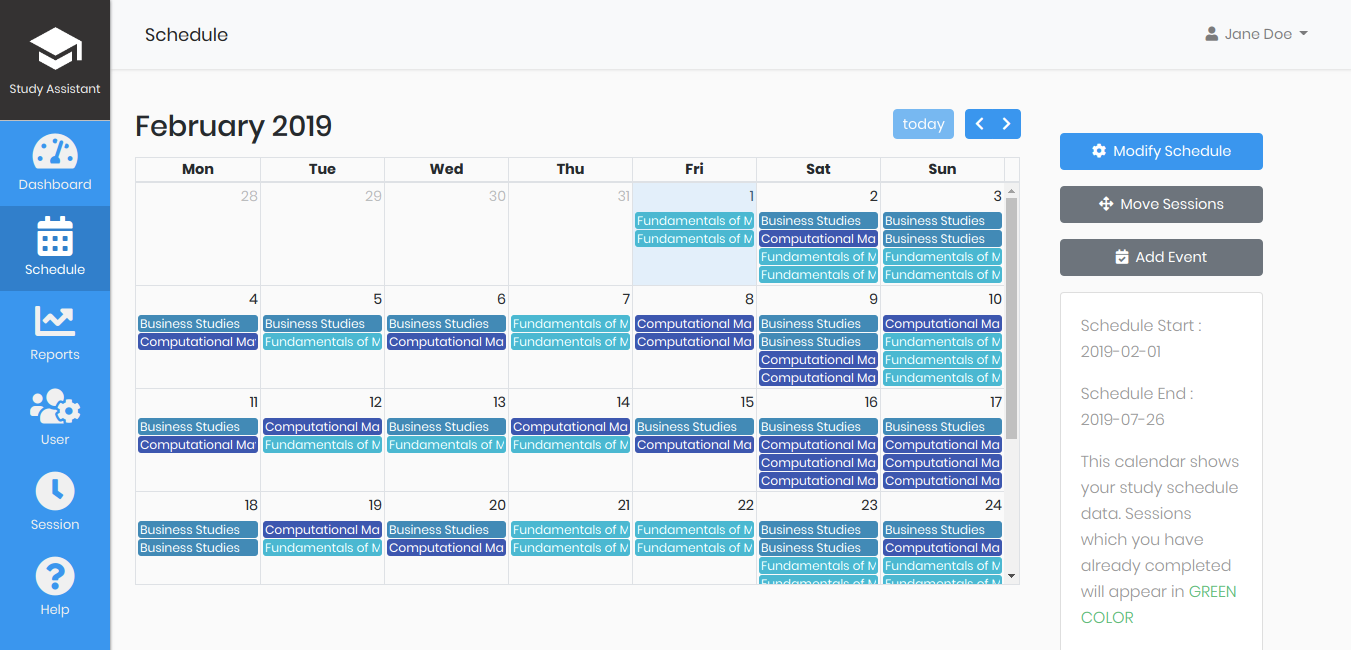 Study Assistant
Dashboard
Schedule
Reports
User
Session
Help
Schedule
Jane Doe
February 2019
today
Mon Tue Wed Thu Fri Sat Sun
28 29 30 31 1 2 3
Fundamentals of M Business Studies Business Studies
Fundamentals of M Computational Ma Business Studies
Fundamentals of M Fundamentals of M
Fundamentals of M Fundamentals of M
4 5 6 7 8 9 10
Business Studies Business Studies Business Studies Fundamentals of M Computational Ma Business Studies Computational Ma
Computational Ma Fundamentals of M Computational Ma Fundamentals of M Computational Ma Business Studies Fundamentals of M
Computational Ma Fundamentals of M
Computational Ma Fundamentals of M
11 12 13 14 15 16 17
Business Studies Computational Ma Business Studies Computational Ma Business Studies Business Studies Business Studies
Computational Ma Fundamentals of M Fundamentals of M Fundamentals of M Computational Ma Computational Ma Computational Ma
Computational Ma Computational Ma
Computational Ma Computational Ma
18 19 20 21 22 23 24
Business Studies Computational Ma Business Studies Fundamentals of M Fundamentals of M Business Studies Business Studies
Business Studies Fundamentals of M Computational Ma Fundamentals of M Fundamentals of M Business Studies Computational Ma
Fundamentals of M Fundamentals of M
Fundamentals of M Fundamentals of M
Modify Schedule
Move Sessions
Add Event
Schedule Start :
2019-02-01
Schedule End :
2019-07-26
This calendar shows
your study schedule
data. Sessions
which you have
already completed
will appear in GREEN
COLOR